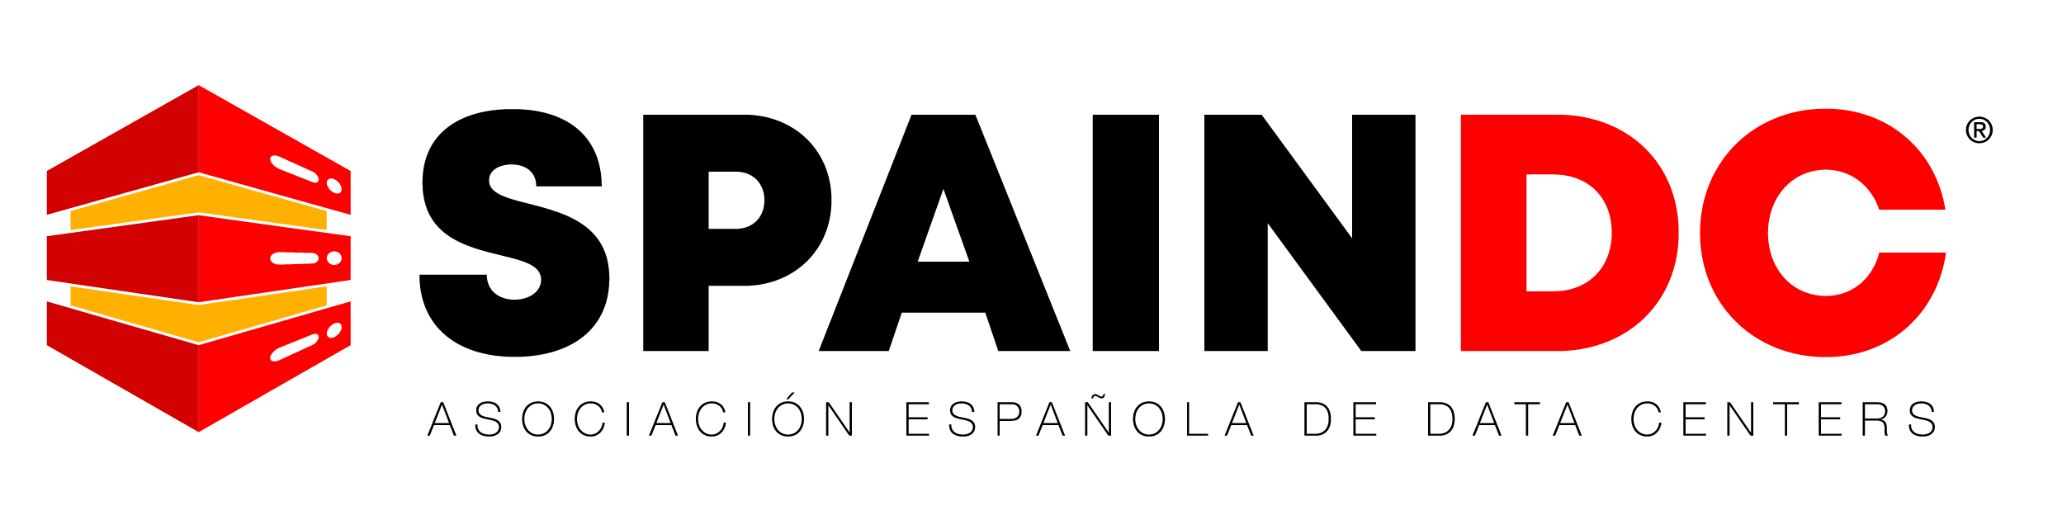 SPAINDC®
ASOCIACIÓN ESPAÑOLA DE DATA CENTERS